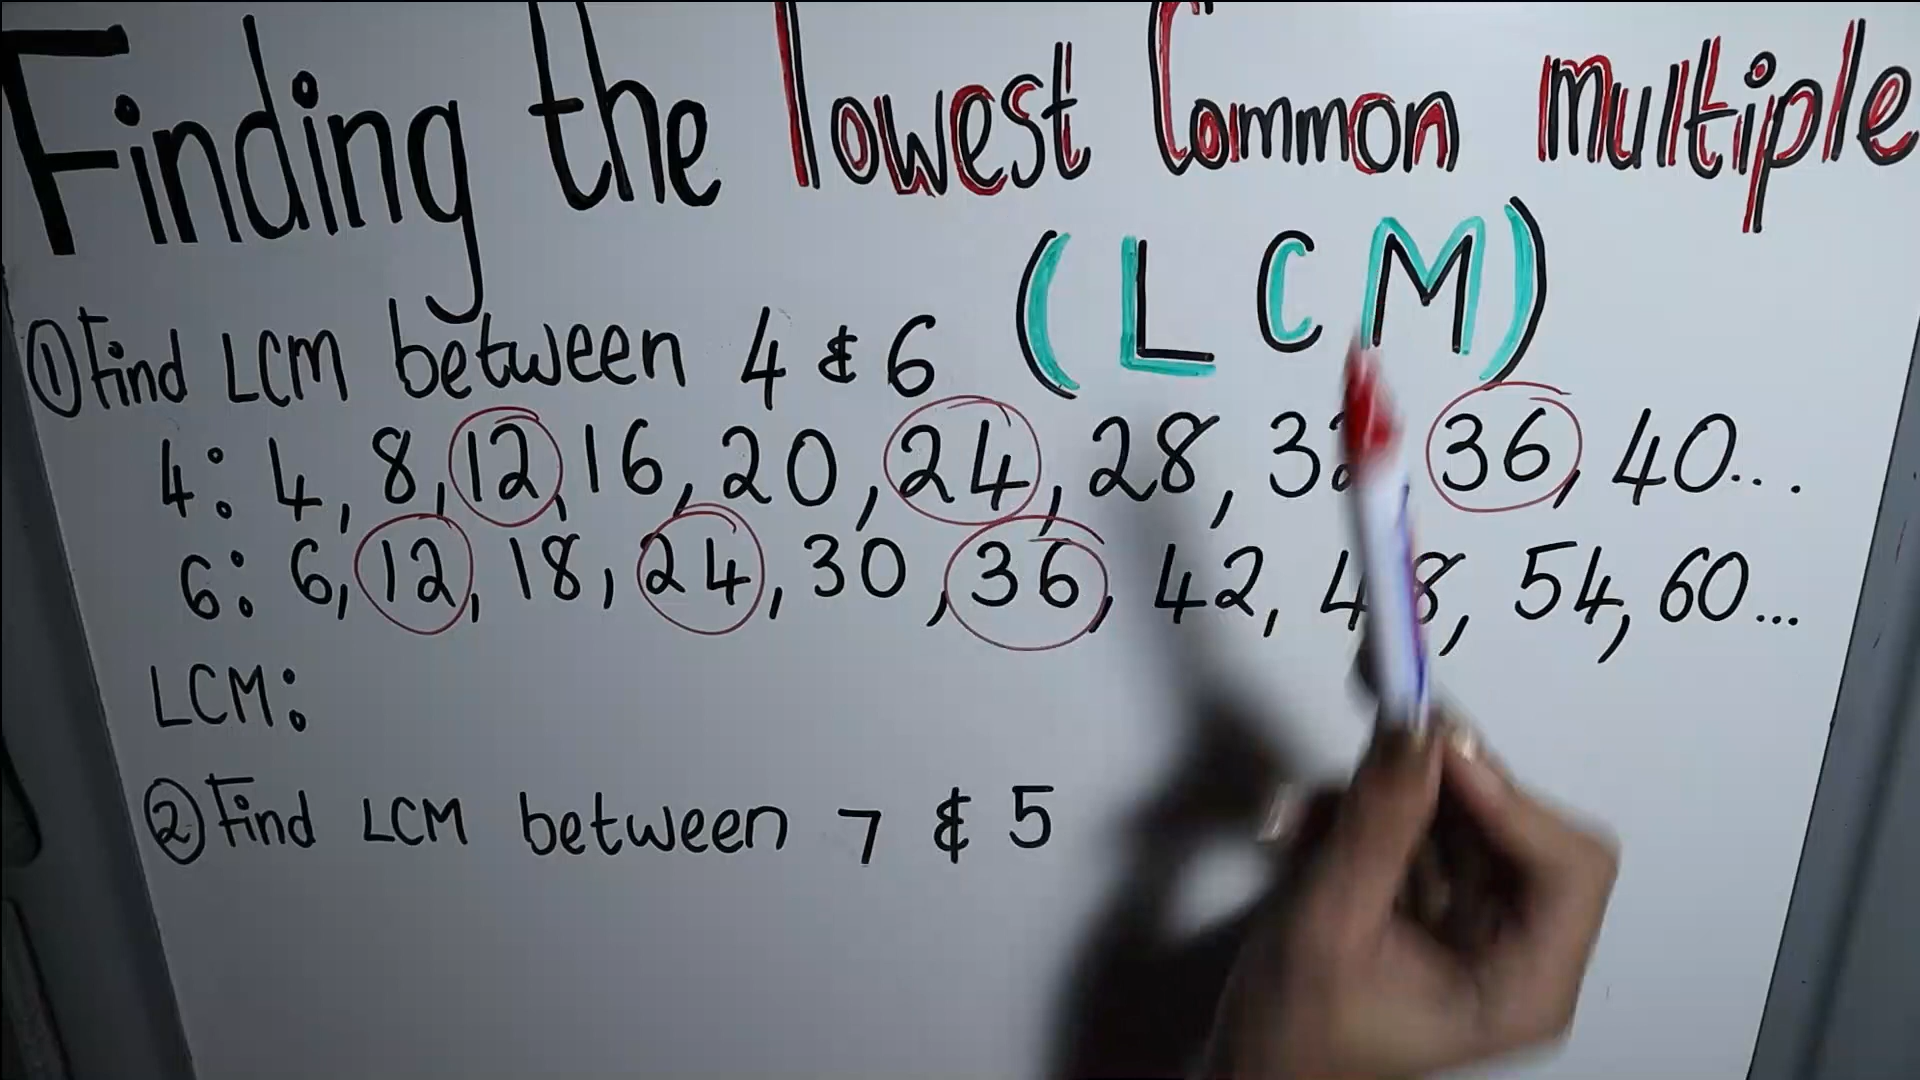 Finding the lowest Common multiple
(LCM)
① Find LCM between 4 & 6
4: 4, 8, 12, 16, 20, 24, 28, 32, 36, 40...
6: 6, 12, 18, 24, 30, 36, 42, 48, 54, 60...
LCM:
② Find LCM between 7 & 5